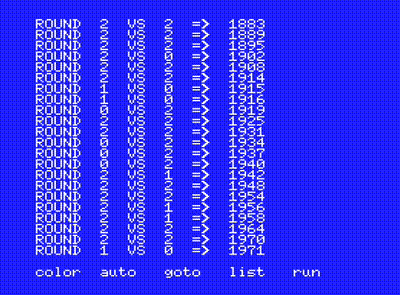 ROUND 2 VS 2 => 1883
ROUND 2 VS 2 => 1889
ROUND 2 VS 2 => 1895
ROUND 2 VS 0 => 1902
ROUND 2 VS 2 => 1908
ROUND 2 VS 2 => 1914
ROUND 1 VS 0 => 1915
ROUND 1 VS 0 => 1916
ROUND 0 VS 2 => 1919
ROUND 2 VS 2 => 1925
ROUND 2 VS 2 => 1931
ROUND 0 VS 2 => 1934
ROUND 0 VS 2 => 1937
ROUND 0 VS 2 => 1940
ROUND 2 VS 1 => 1942
ROUND 2 VS 2 => 1948
ROUND 2 VS 2 => 1954
ROUND 2 VS 1 => 1956
ROUND 2 VS 1 => 1958
ROUND 2 VS 2 => 1964
ROUND 2 VS 2 => 1970
ROUND 1 VS 0 => 1971
color auto goto list run